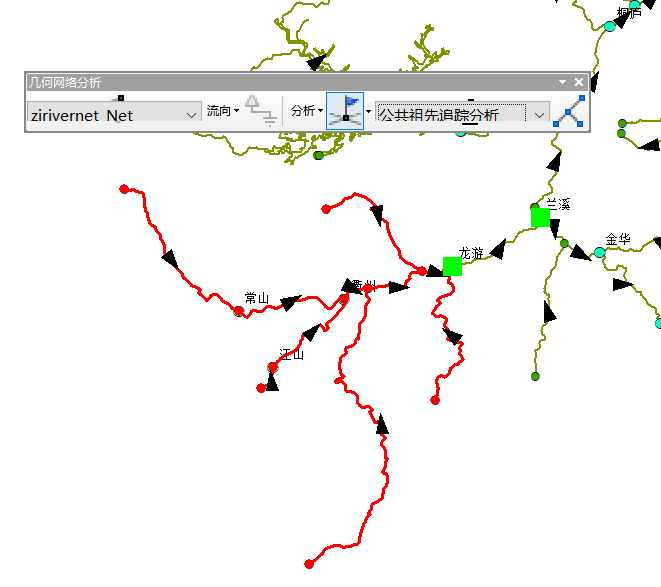 桐庐
几何网络分析
zirivernet_Net
流向
分析
公共祖先追踪分析
兰溪
龙游
金华
衢州
常山
江山